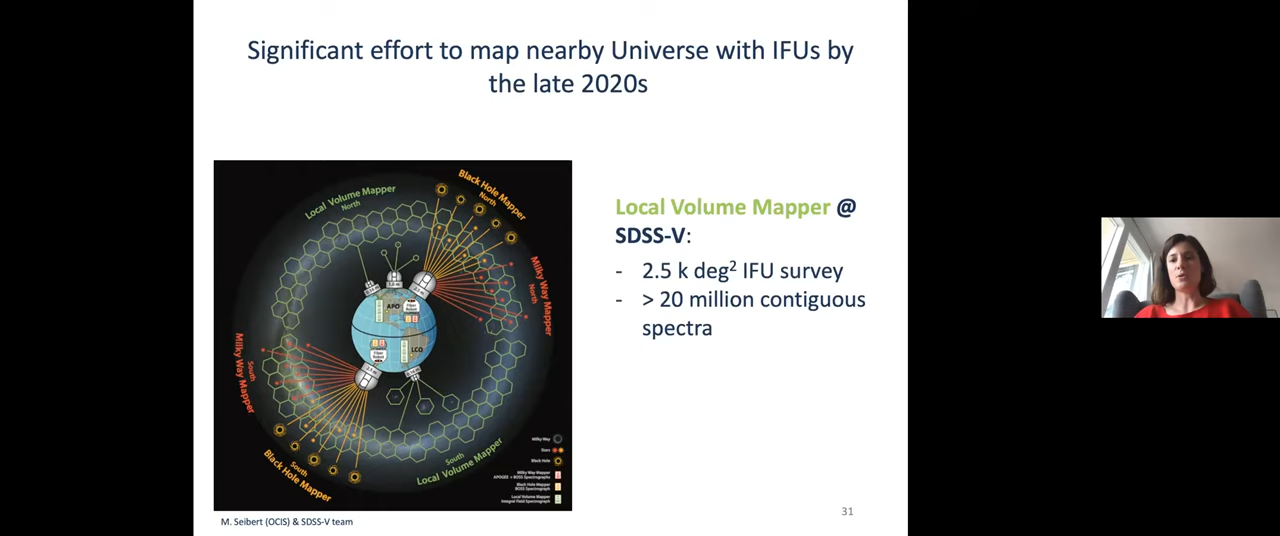 Significant effort to map nearby Universe with IFUs by
the late 2020s
Local Volume Mapper
North
Black Hole Mapper
North
Milky Way Mapper
North
APO
LCO
Milky Way Mapper
South
Black Hole Mapper
South
Local Volume Mapper
South
Milky Way
Stars
Black Hole
Milky Way Mapper
APOGEE + BOSS Spectrographs
Black Hole Mapper
BOSS Spectrograph
Local Volume Mapper
Integral Field Spectrograph
Local Volume Mapper @
SDSS-V:
- 2.5 k deg² IFU survey
- > 20 million contiguous
spectra
M. Seibert (OCIS) & SDSS-V team
31